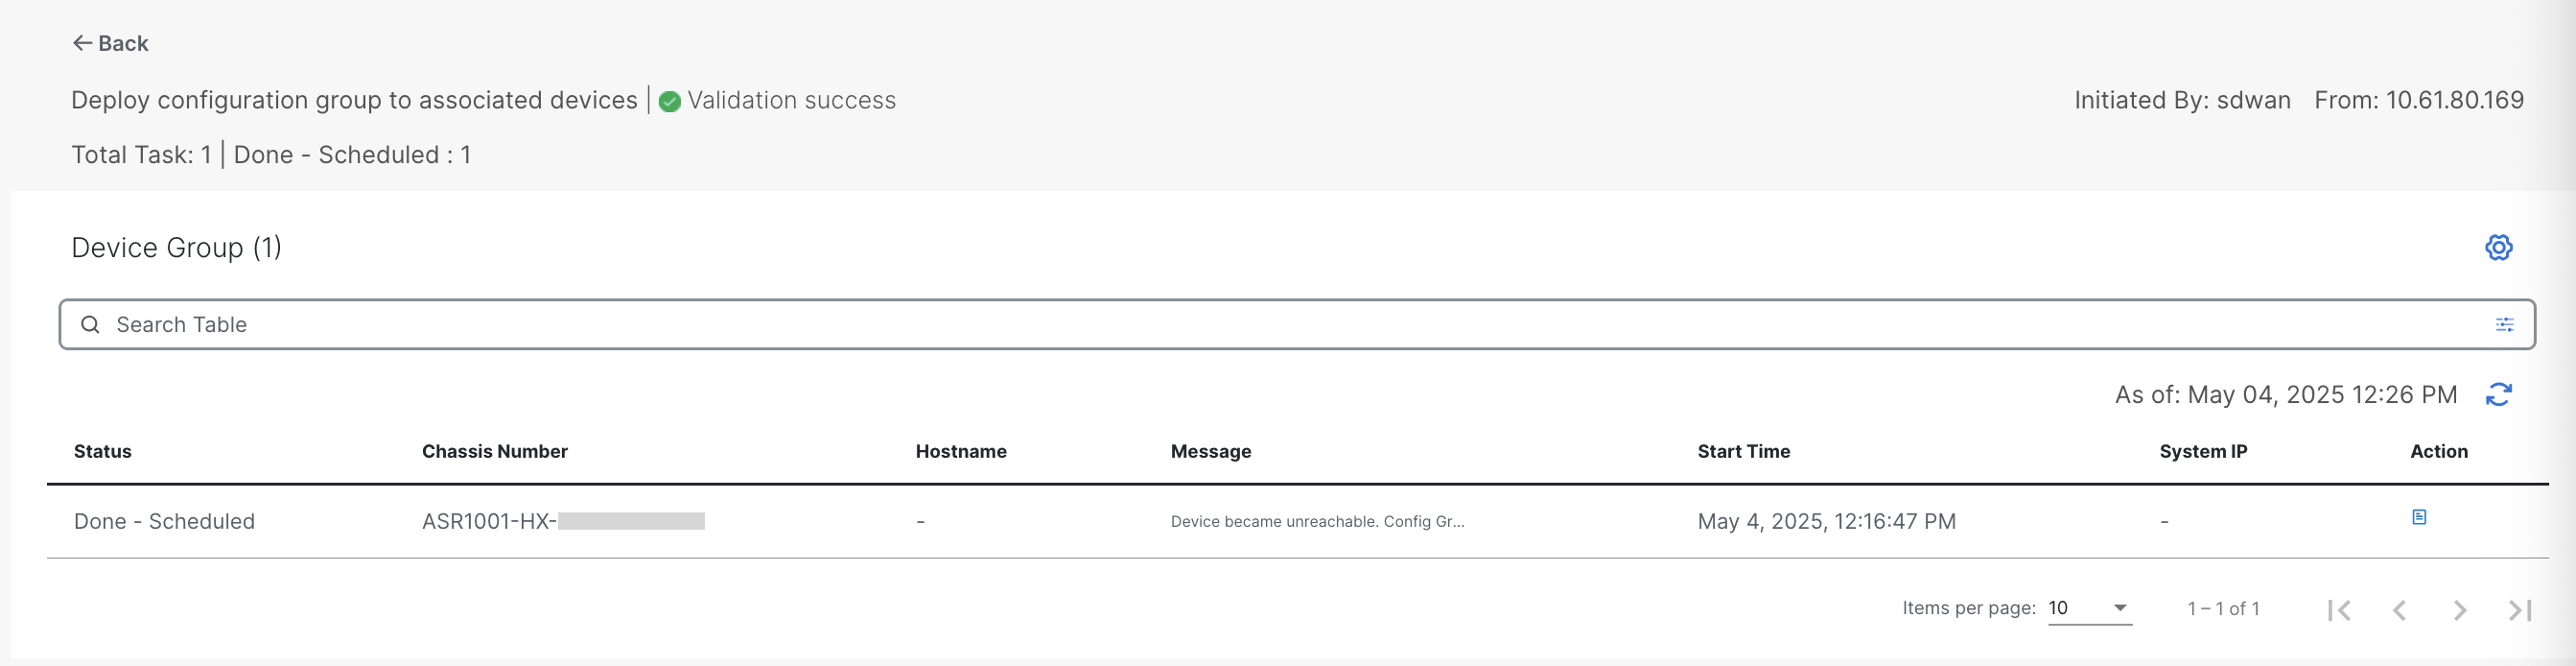 Back
Deploy configuration group to associated devices | Validation success
Initiated By: sdwan From: 10.61.80.169
Total Task: 1 | Done - Scheduled : 1
Device Group (1)
Search Table
As of: May 04, 2025 12:26 PM
Status Chassis Number Hostname Message Start Time System IP Action
Done - Scheduled ASR1001-HX- - Device became unreachable. Config Gr... May 4, 2025, 12:16:47 PM -
Items per page: 10 1 – 1 of 1